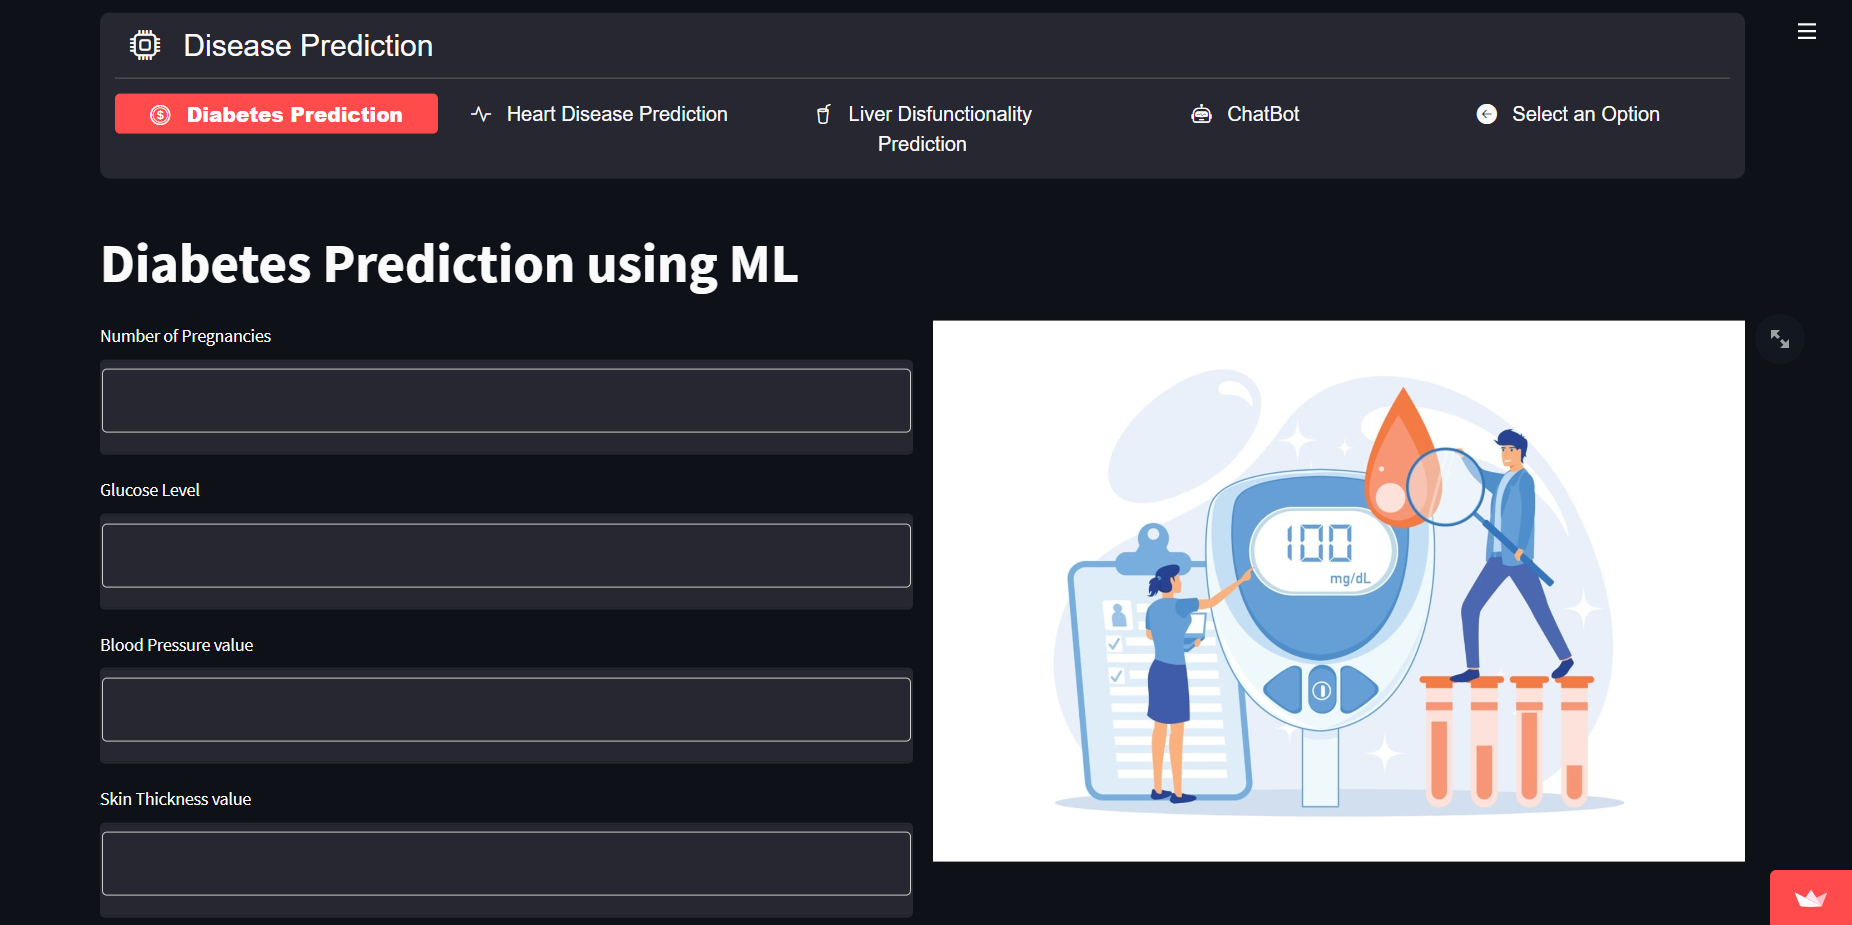 Disease Prediction
Diabetes Prediction
Heart Disease Prediction
Liver Disfunctionality
Prediction
ChatBot
Select an Option
Diabetes Prediction using ML
Number of Pregnancies
Glucose Level
Blood Pressure value
Skin Thickness value
100
mg/dL